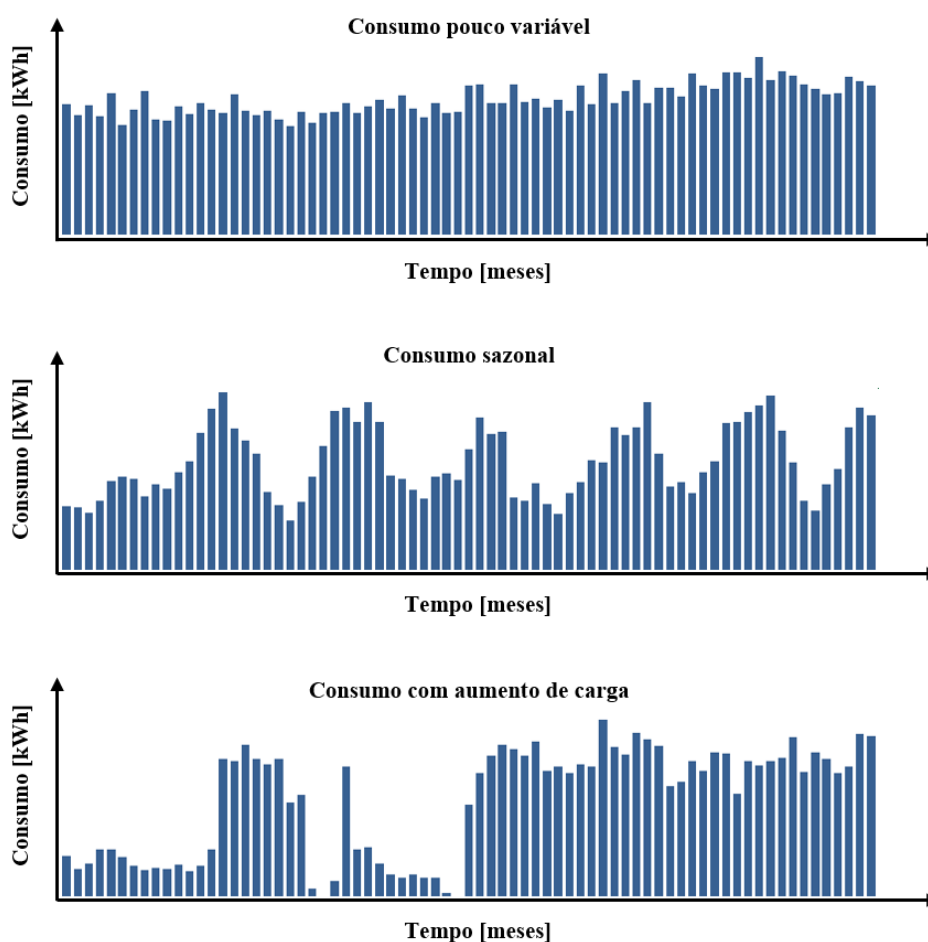 Consumo pouco variável
Consumo [kWh]
Tempo [meses]
Consumo sazonal
Consumo [kWh]
Tempo [meses]
Consumo com aumento de carga
Consumo [kWh]
Tempo [meses]